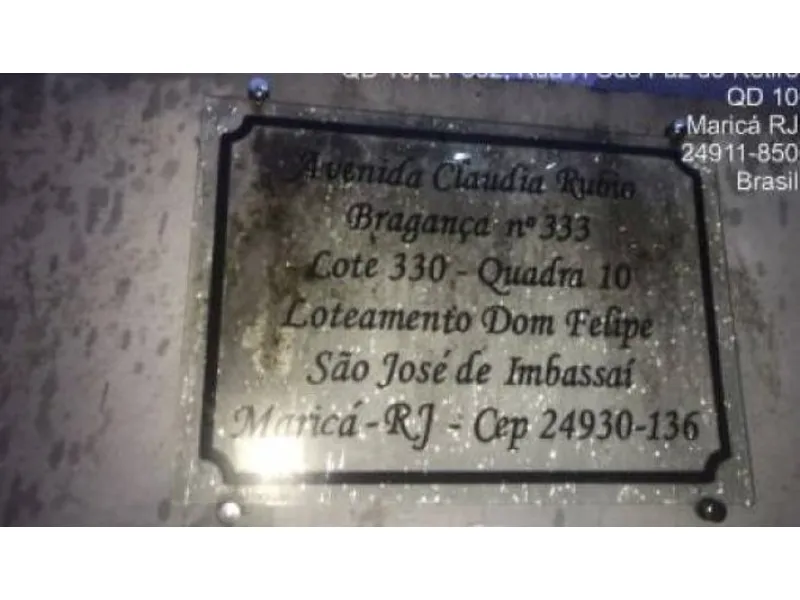 QD 10
Maricá RJ
24911-850
Brasil
Avenida Claudia Rubio
Bragança nº 333
Lote 330 - Quadra 10
Loteamento Dom Felipe
São José de Imbassaí
Maricá - RJ - Cep 24930-136